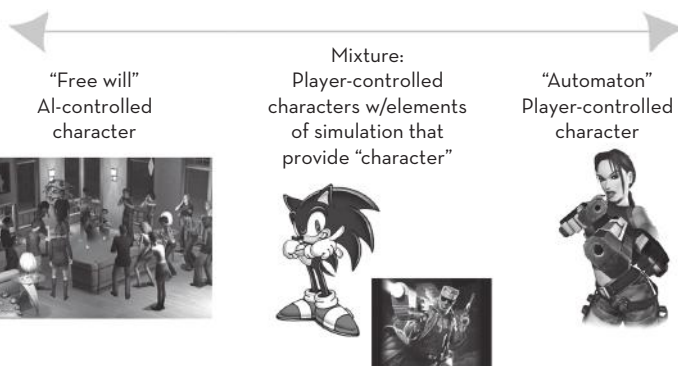 “Free will”
AI-controlled
character
Mixture:
Player-controlled
characters w/elements
of simulation that
provide “character”
“Automaton”
Player-controlled
character